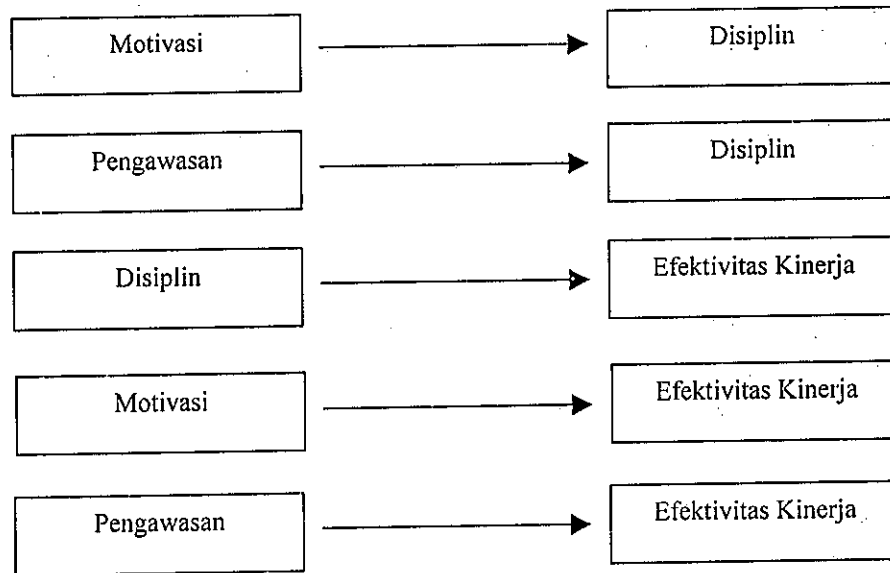 Motivasi
Disiplin
Pengawasan
Disiplin
Disiplin
Efektivitas Kinerja
Motivasi
Efektivitas Kinerja
Pengawasan
Efektivitas Kinerja